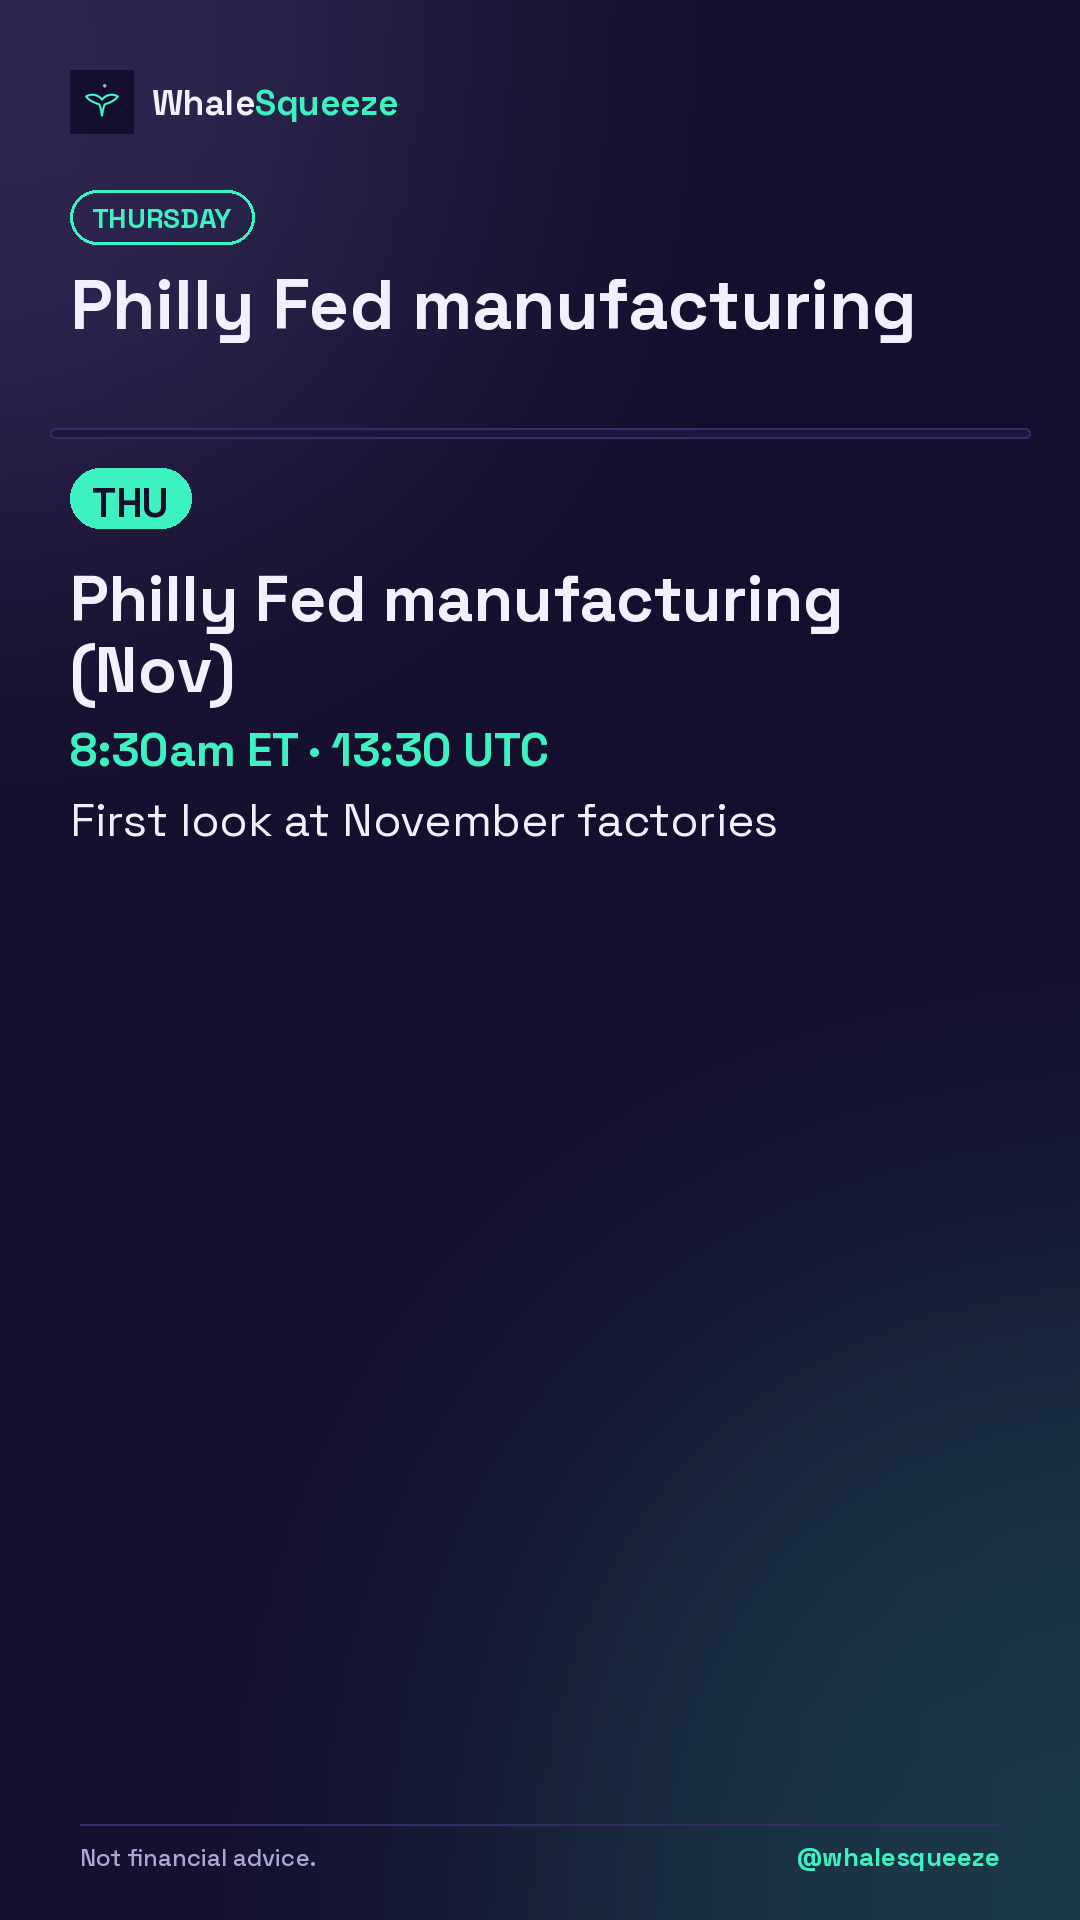 WhaleSqueeze
THURSDAY
Philly Fed manufacturing
THU
Philly Fed manufacturing
(Nov)
8:30am ET · 13:30 UTC
First look at November factories
Not financial advice.
@whalesqueeze